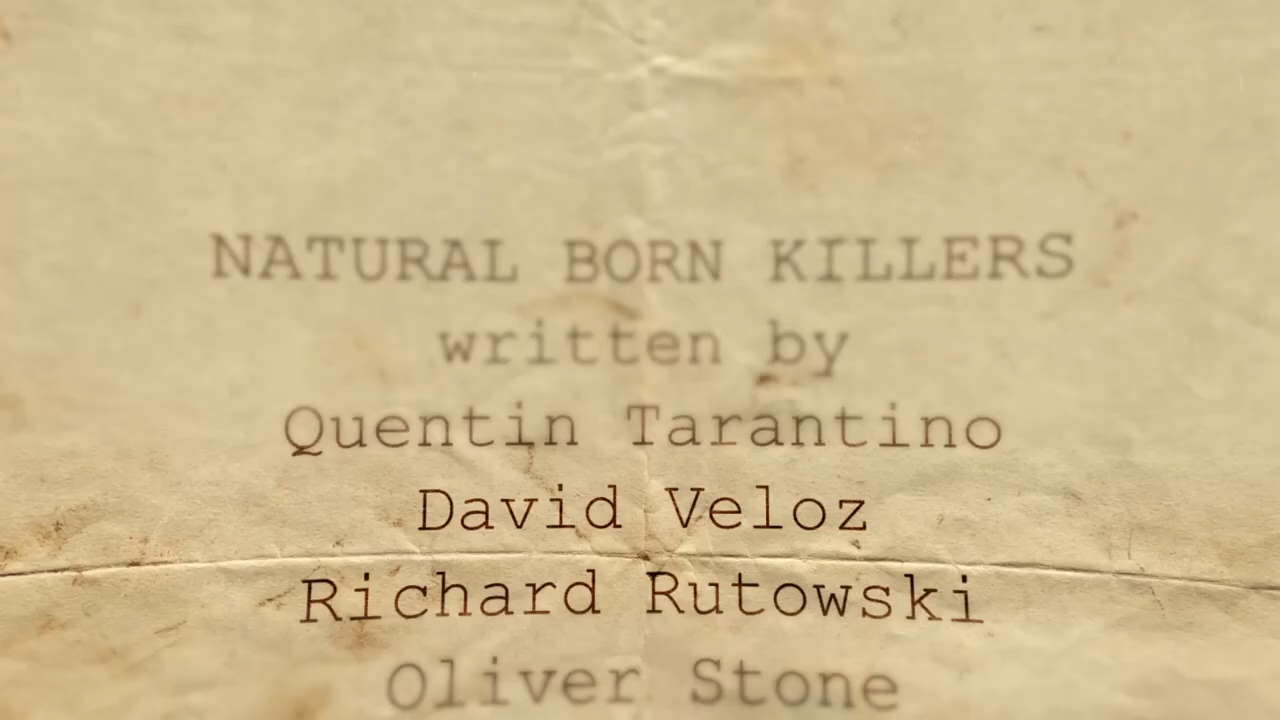 NATURAL BORN KILLERS
written by
Quentin Tarantino
David Veloz
Richard Rutowski
Oliver Stone